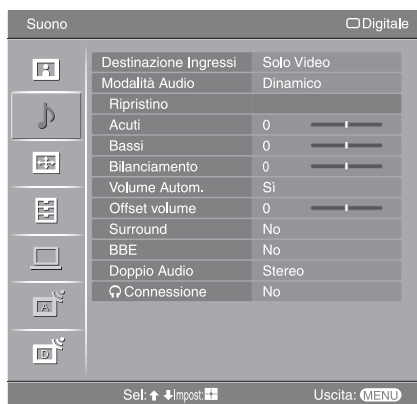 Suono Digitale
Destinazione Ingressi Solo Video
Modalità Audio Dinamico
Ripristino
Acuti 0
Bassi 0
Bilanciamento 0
Volume Autom. Sì
Offset volume 0
Surround No
BBE No
Doppio Audio Stereo
Connessione No
A
D
Sel: Impost: Uscita: MENU